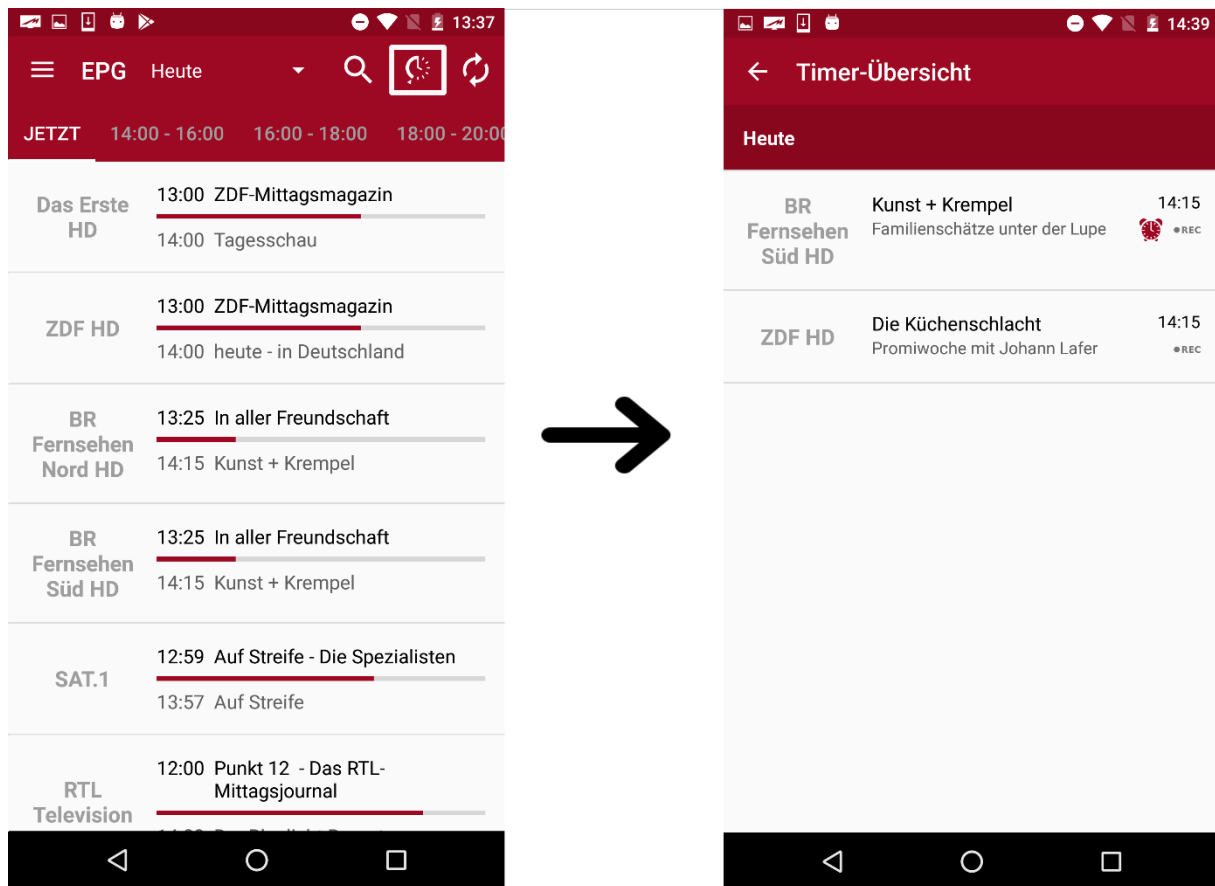 13:37
EPG Heute
JETZT 14:00 - 16:00 16:00 - 18:00 18:00 - 20:00
Das Erste
HD
13:00 ZDF-Mittagsmagazin
14:00 Tagesschau
ZDF HD
13:00 ZDF-Mittagsmagazin
14:00 heute - in Deutschland
BR
Fernsehen
Nord HD
13:25 In aller Freundschaft
14:15 Kunst + Krempel
BR
Fernsehen
Süd HD
13:25 In aller Freundschaft
14:15 Kunst + Krempel
SAT.1
12:59 Auf Streife - Die Spezialisten
13:57 Auf Streife
RTL
Television
12:00 Punkt 12 - Das RTL-
Mittagsjournal
14:39
Timer-Übersicht
Heute
BR
Fernsehen
Süd HD
Kunst + Krempel 14:15
Familienschätze unter der Lupe REC
ZDF HD
Die Küchenschlacht 14:15
Promiwoche mit Johann Lafer REC